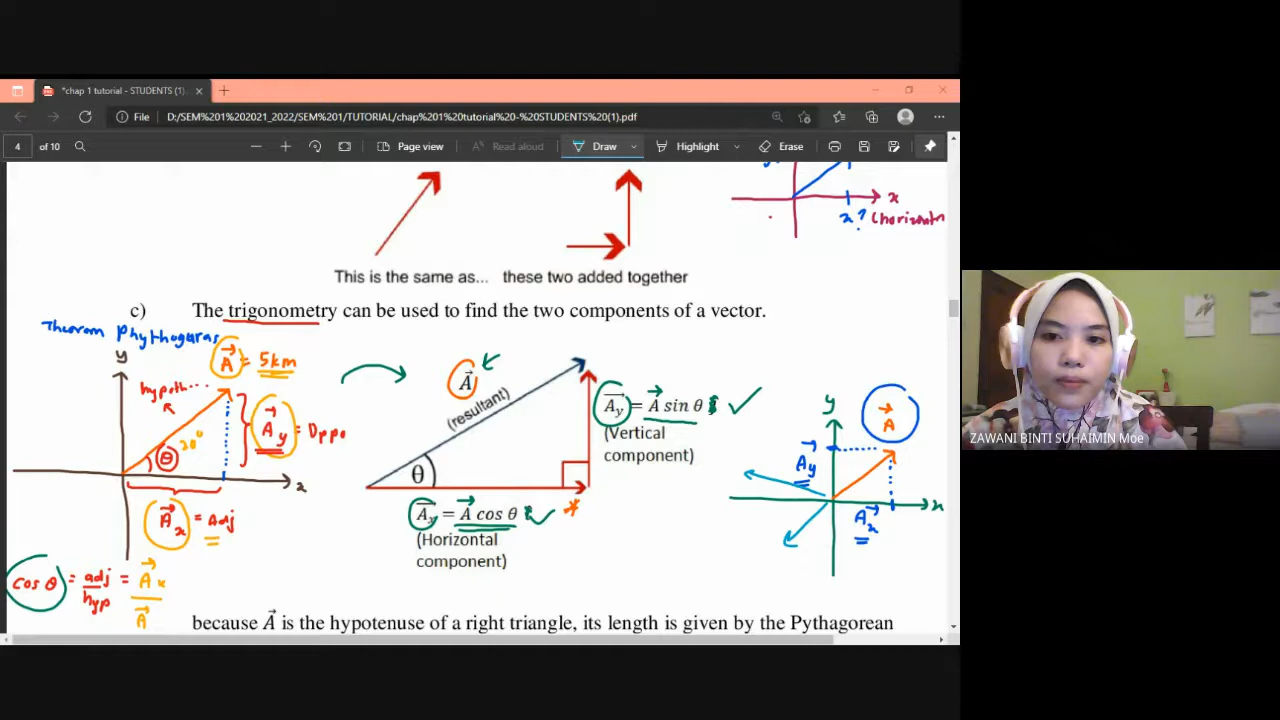 *chap 1 tutorial - STUDENTS (1).
File
D:/SEM%201%202021_2022/SEM%201/TUTORIAL/chap%201%20tutorial%20-%20STUDENTS%20(1).pdf
4 of 10
Page view
Read aloud
Draw
Highlight
Erase
x
x?
(horizontn
This is the same as... these two added together
c) The trigonometry can be used to find the two components of a vector.
Theorem Phythogaras
y
A⃗ = 5km
hypoth...
θ
30°
A⃗y = Oppo
x
A⃗x = Adj
cos θ = adj/hyp = A⃗x/A⃗
A⃗
(resultant)
θ
A⃗y = A⃗ sin θ
(Vertical
component)
A⃗x = A⃗ cos θ
(Horizontal
component)
y
A⃗
A⃗y
x
A⃗x
because A⃗ is the hypotenuse of a right triangle, its length is given by the Pythagorean
ZAWANI BINTI SUHAIMIN Moe